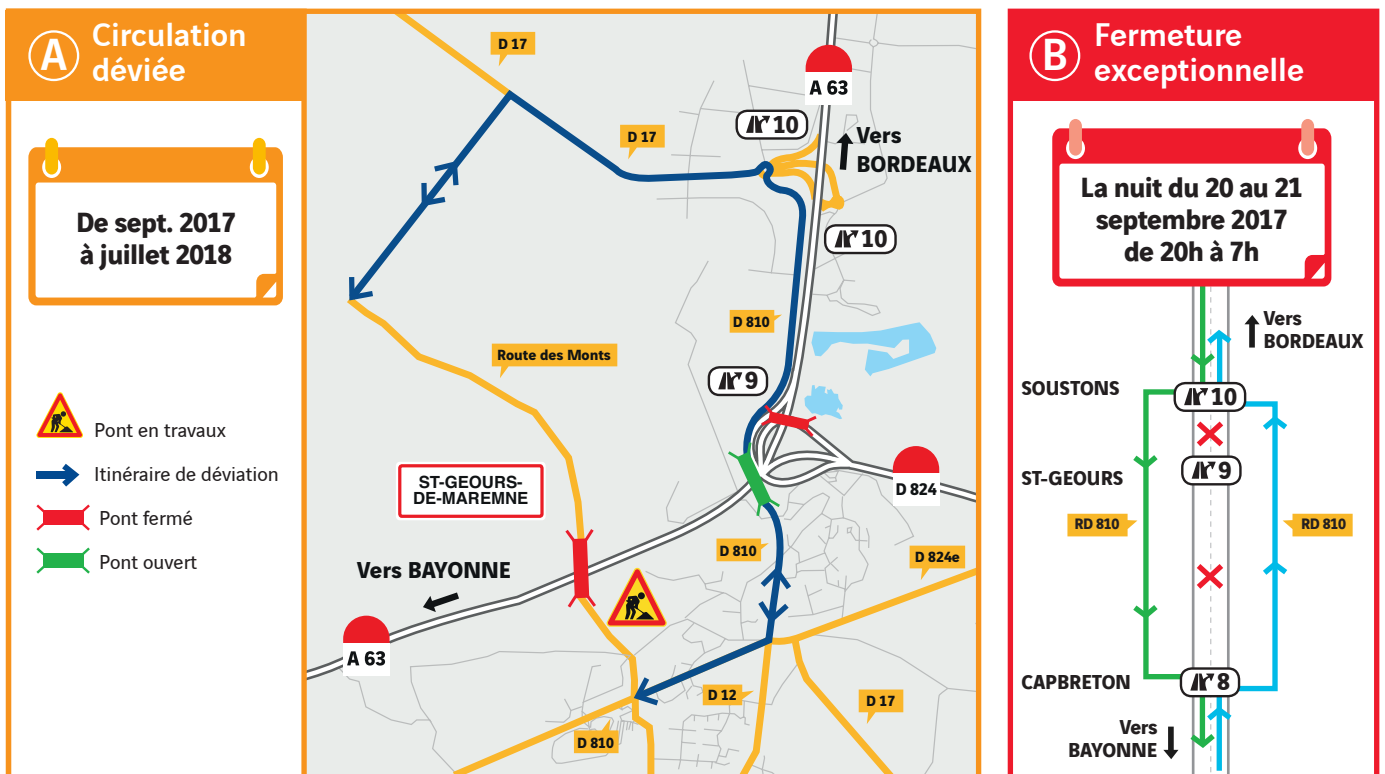 A
Circulation
déviée
De sept. 2017
à juillet 2018
Pont en travaux
Itinéraire de déviation
Pont fermé
Pont ouvert
D 17
D 17
A 63
10
Vers
BORDEAUX
10
D 810
Route des Monts
9
ST-GEOURS-
DE-MAREMNE
D 824
D 810
D 824e
Vers BAYONNE
A 63
D 12
D 17
D 810
B
Fermeture
exceptionnelle
La nuit du 20 au 21
septembre 2017
de 20h à 7h
Vers
BORDEAUX
SOUSTONS
10
ST-GEOURS
9
RD 810
RD 810
CAPBRETON
8
Vers
BAYONNE